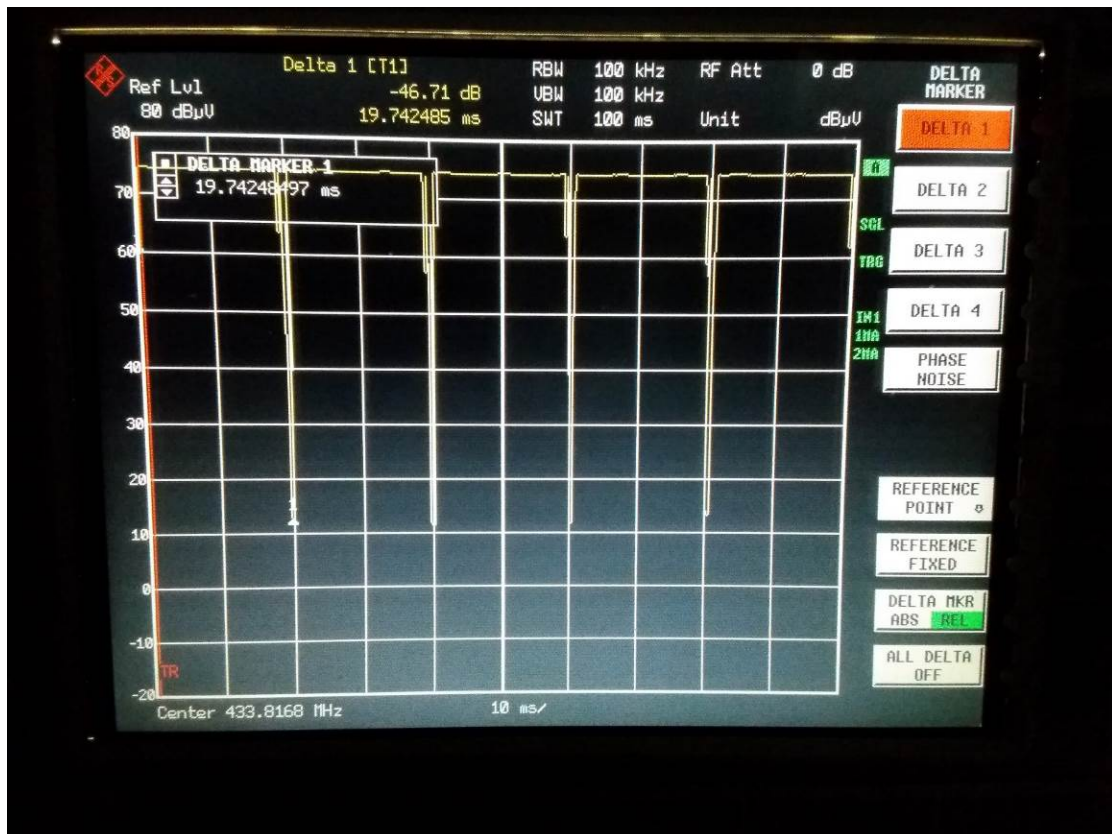 Delta 1 [T1]
RBW 100 kHz RF Att 0 dB
Ref Lvl
-46.71 dB
VBW 100 kHz
80 dBµV
19.742485 ms
SWT 100 ms Unit dBµV
DELTA
MARKER
DELTA 1
DELTA 2
DELTA 3
DELTA 4
PHASE
NOISE
REFERENCE
POINT
REFERENCE
FIXED
DELTA MKR
ABS REL
ALL DELTA
OFF
DELTA MARKER 1
19.74248497 ms
A
SGL
TRG
IN1
1MA
2MA
80
70
60
50
40
30
20
10
0
-10
-20
1
TR
Center 433.8168 MHz
10 ms/